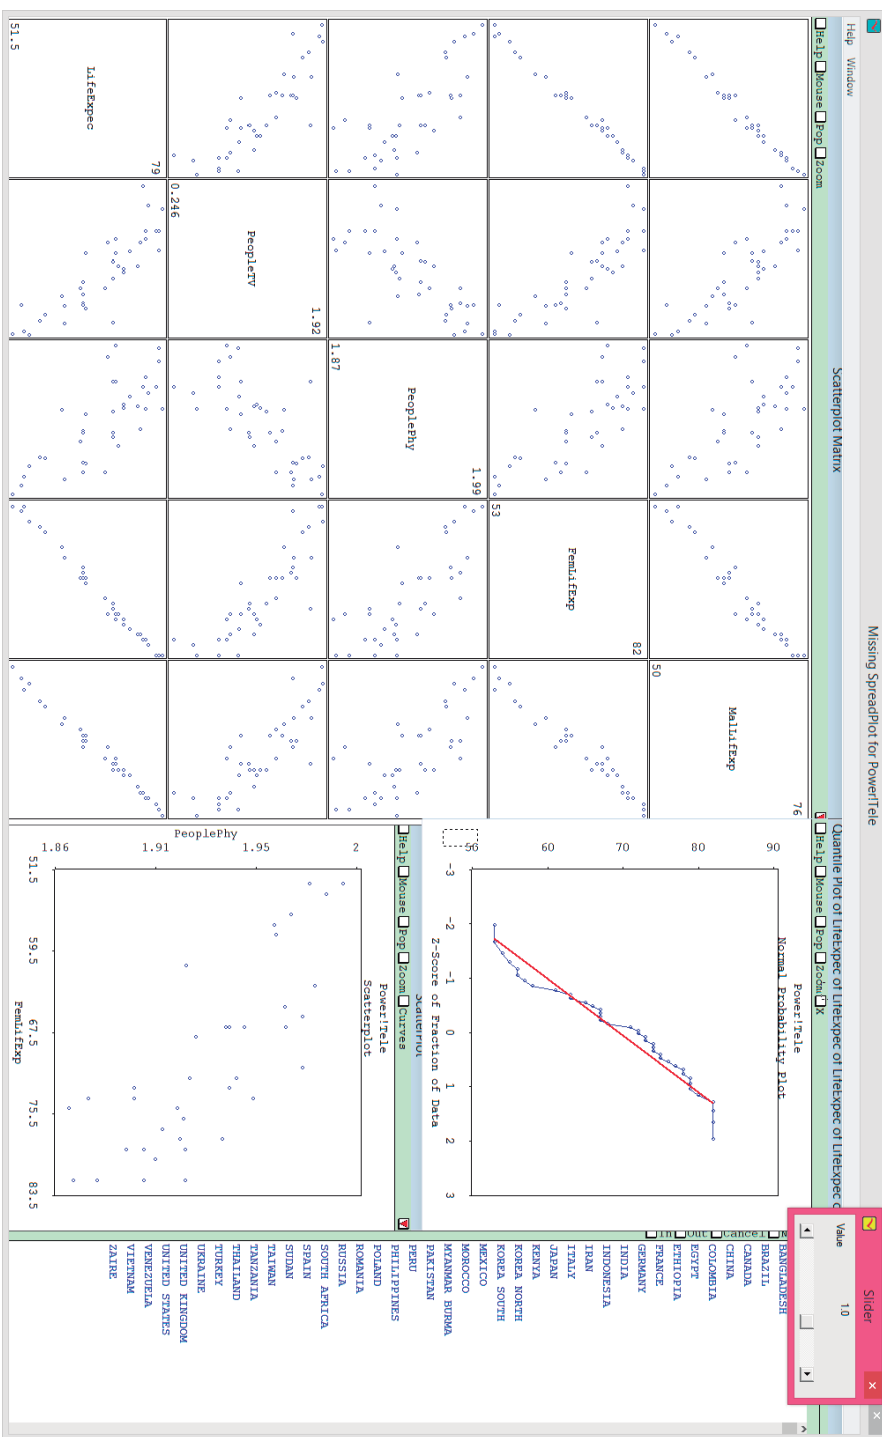 Missing SpreadPlot for Power!Tele
Help Window
Scatterplot Matrix
Help Mouse Pop Zoom
MalLifExp
76
50
FemLifExp
82
53
PeoplePhy
1.99
1.87
PeopleTV
1.92
0.246
LifeExpec
79
51.5
Quantile Plot of LifeExpec of LifeExpec of LifeExpec of LifeExpec
Help Mouse Pop Zoom
X
Power!Tele
Normal Probability Plot
90
80
70
60
-3
-2
-1
0
1
2
3
Z-Score of Fraction of Data
Help Mouse Pop Zoom Curves
Power!Tele
Scatterplot
PeoplePhy
2
1.95
1.91
1.86
51.5
59.5
67.5
75.5
83.5
FemLifExp
Slider
Value
1.0
In Out Cancel
BANGLADESH
BRAZIL
CANADA
CHINA
COLOMBIA
EGYPT
ETHIOPIA
FRANCE
GERMANY
INDIA
INDONESIA
IRAN
ITALY
JAPAN
KENYA
KOREA NORTH
KOREA SOUTH
MEXICO
MOROCCO
MYANMAR BURMA
PAKISTAN
PERU
PHILIPPINES
POLAND
ROMANIA
RUSSIA
SOUTH AFRICA
SPAIN
SUDAN
TAIWAN
TANZANIA
THAILAND
TURKEY
UKRAINE
UNITED KINGDOM
UNITED STATES
VENEZUELA
VIETNAM
ZAIRE